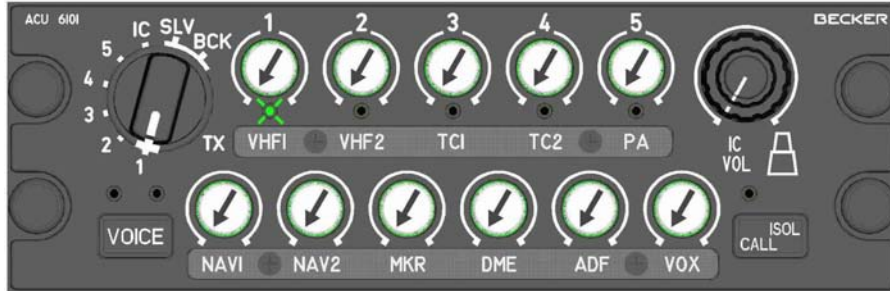 ACU 6101
BECKER
1 2 3 4 5
IC SLV BCK
5
4
3
2
1
TX
VHF1 VHF2 TC1 TC2 PA
IC VOL
VOICE
ISOL
CALL
NAV1 NAV2 MKR DME ADF VOX